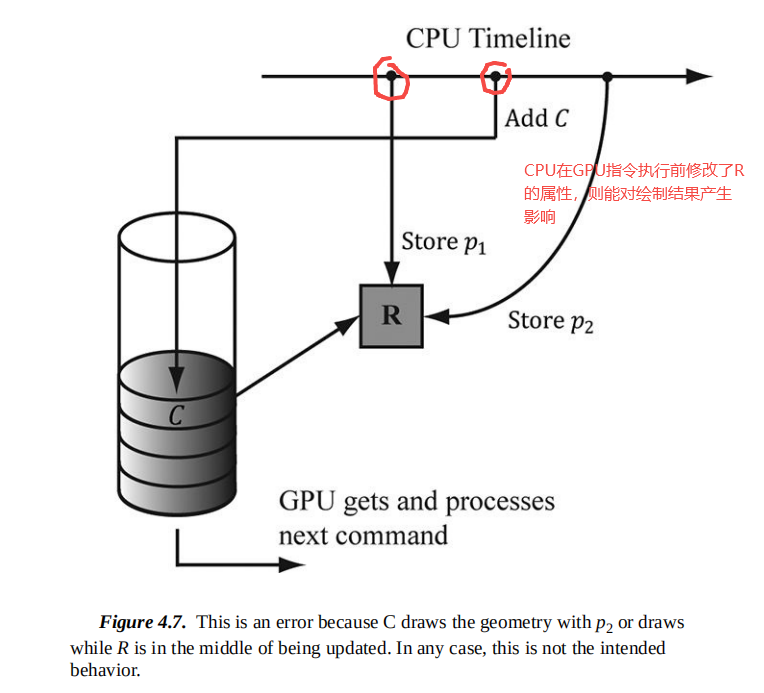 CPU Timeline
Add C
CPU在GPU指令执行前修改了R
的属性，则能对绘制结果产生
影响
Store p₁
R
Store p₂
C
GPU gets and processes
next command
Figure 4.7. This is an error because C draws the geometry with p₂ or draws
while R is in the middle of being updated. In any case, this is not the intended
behavior.